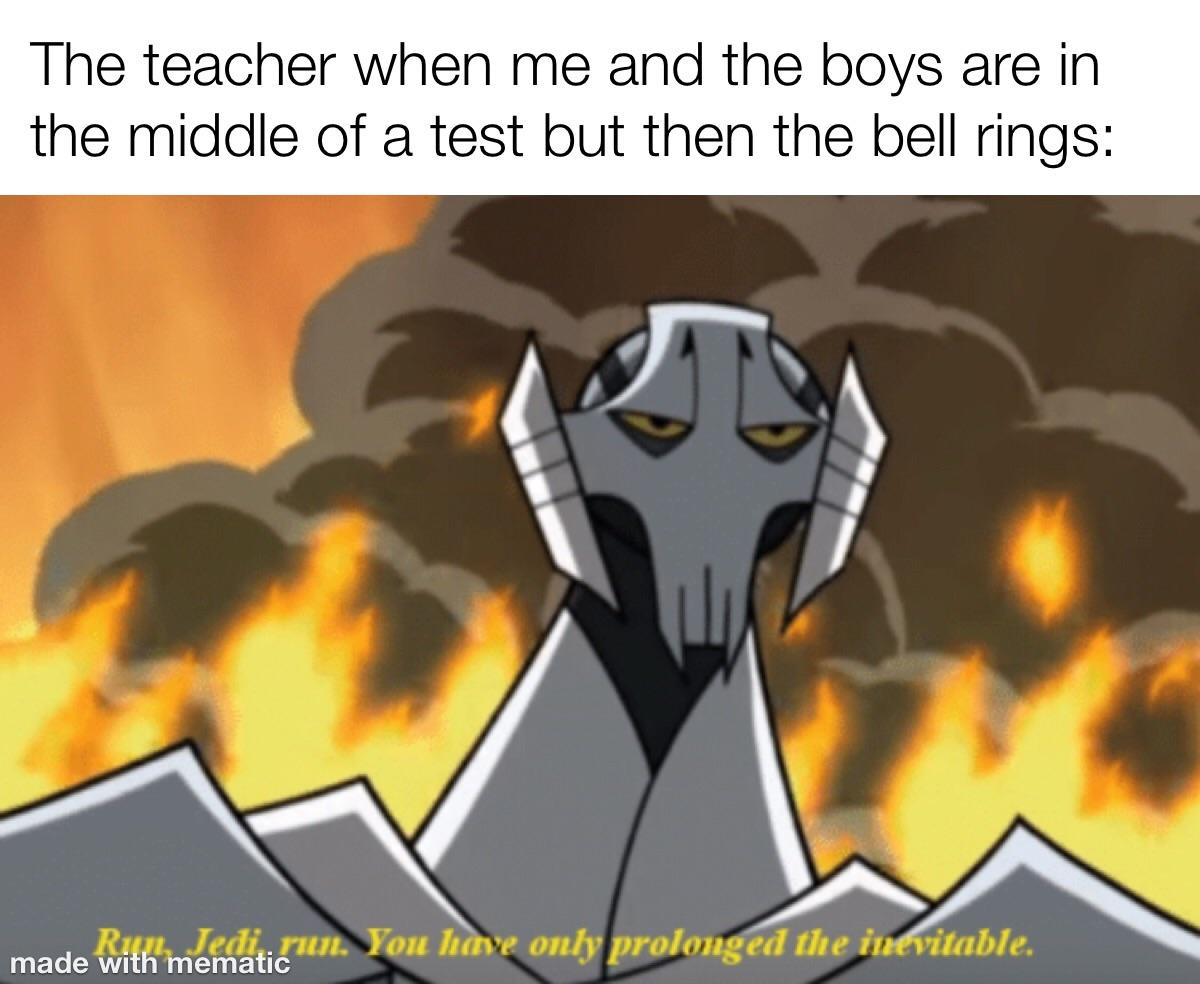 The teacher when me and the boys are in
the middle of a test but then the bell rings:
Run, Jedi, run. You have only prolonged the inevitable.
made with mematic